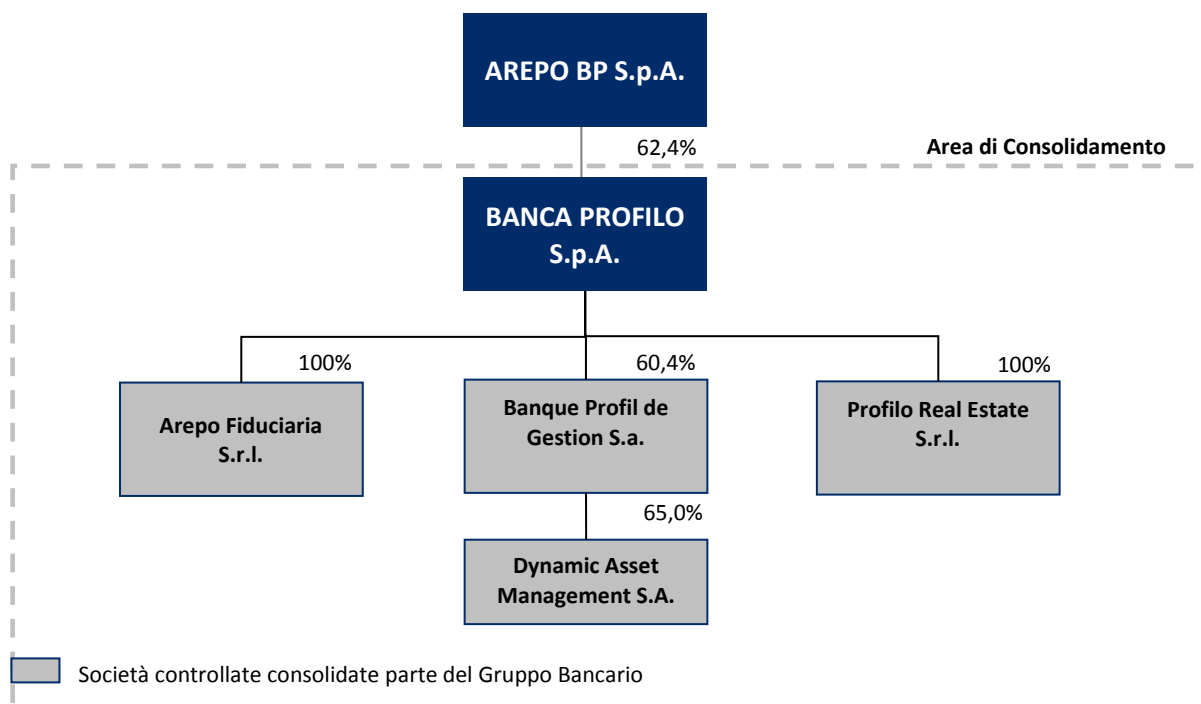 AREPO BP S.p.A.
62,4%
Area di Consolidamento
BANCA PROFILO
S.p.A.
100%
60,4%
100%
Arepo Fiduciaria
S.r.l.
Banque Profil de
Gestion S.a.
Profilo Real Estate
S.r.l.
65,0%
Dynamic Asset
Management S.A.
Società controllate consolidate parte del Gruppo Bancario